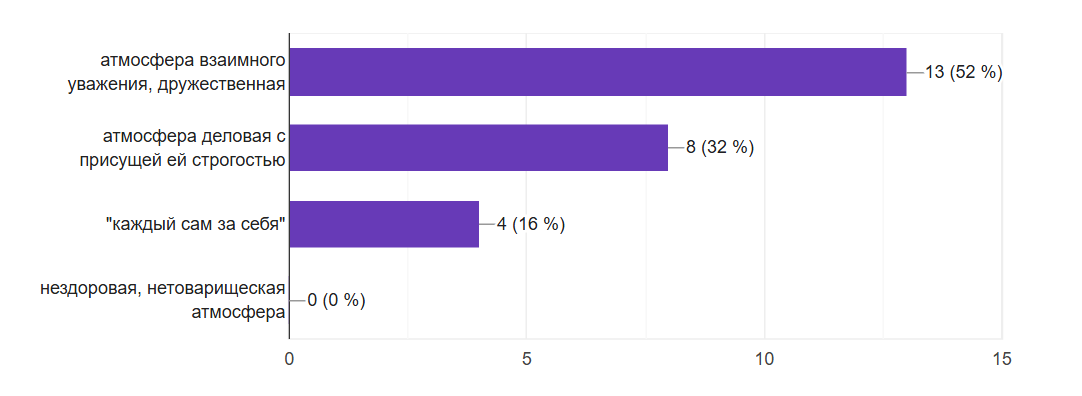 атмосфера взаимного
уважения, дружественная
13 (52 %)
атмосфера деловая с
присущей ей строгостью
8 (32 %)
"каждый сам за себя"
4 (16 %)
нездоровая, нетоварищеская
атмосфера
0 (0 %)
0
5
10
15